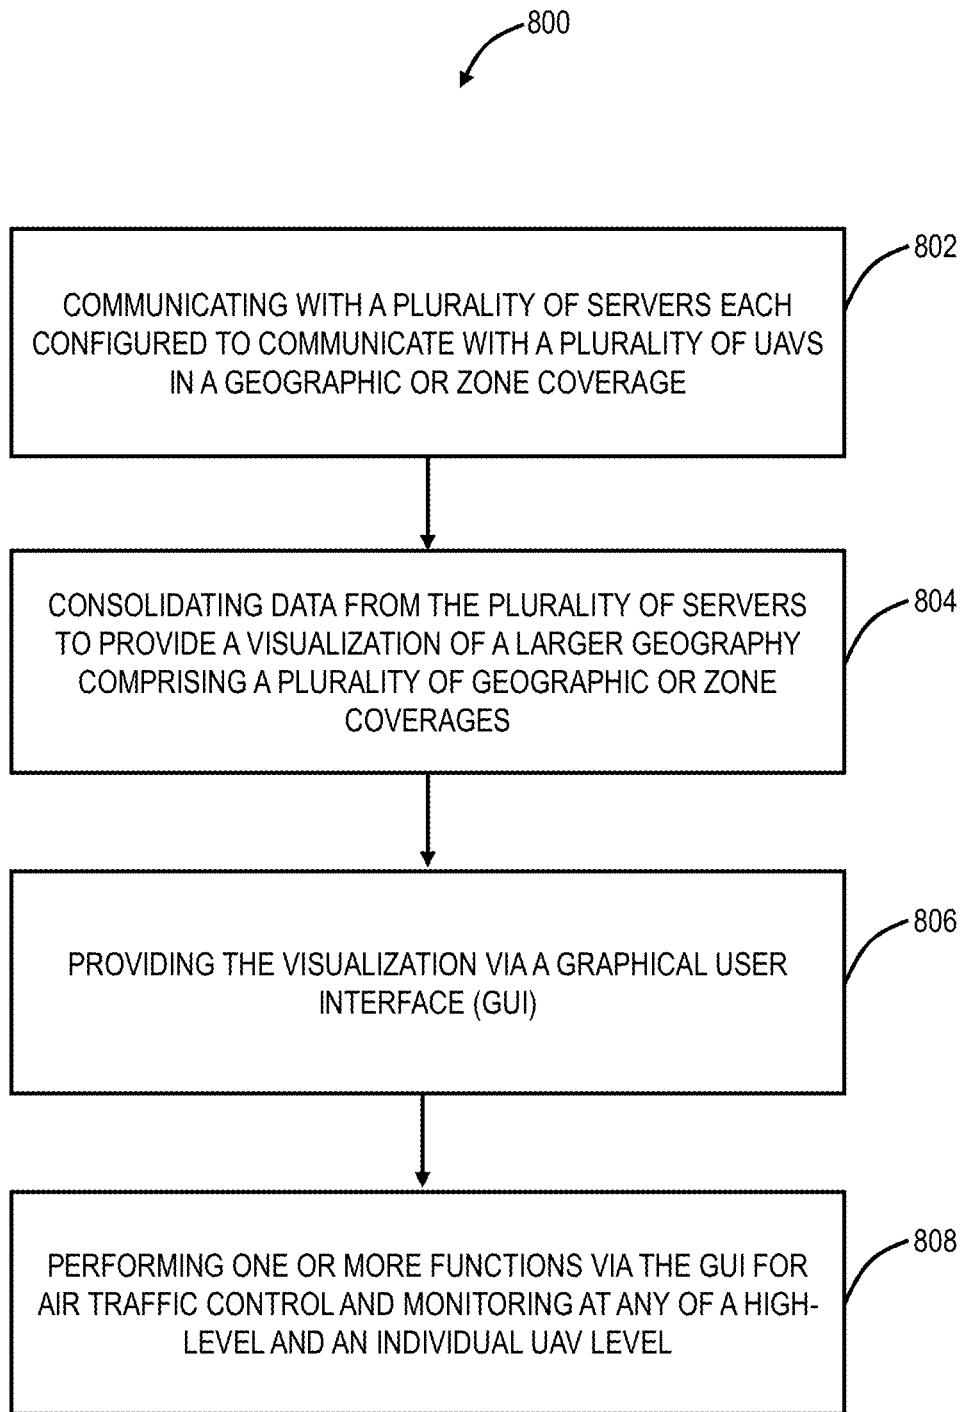 800
802
COMMUNICATING WITH A PLURALITY OF SERVERS EACH
CONFIGURED TO COMMUNICATE WITH A PLURALITY OF UAVS
IN A GEOGRAPHIC OR ZONE COVERAGE
804
CONSOLIDATING DATA FROM THE PLURALITY OF SERVERS
TO PROVIDE A VISUALIZATION OF A LARGER GEOGRAPHY
COMPRISING A PLURALITY OF GEOGRAPHIC OR ZONE
COVERAGES
806
PROVIDING THE VISUALIZATION VIA A GRAPHICAL USER
INTERFACE (GUI)
808
PERFORMING ONE OR MORE FUNCTIONS VIA THE GUI FOR
AIR TRAFFIC CONTROL AND MONITORING AT ANY OF A HIGH-
LEVEL AND AN INDIVIDUAL UAV LEVEL